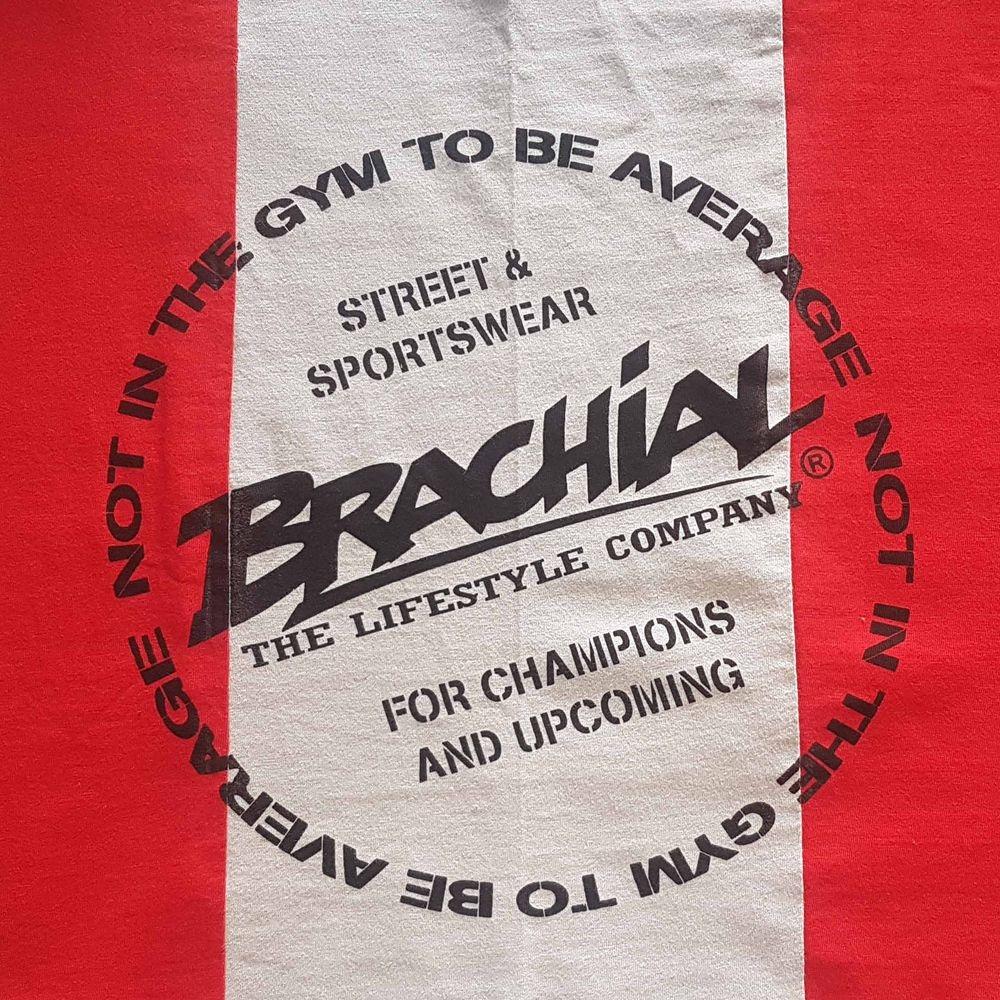 NOT IN THE GYM TO BE AVERAGE NOT IN THE GYM TO BE AVERAGE
STREET &
SPORTSWEAR
BRACHiAL®
THE LIFESTYLE COMPANY
FOR CHAMPIONS
AND UPCOMING